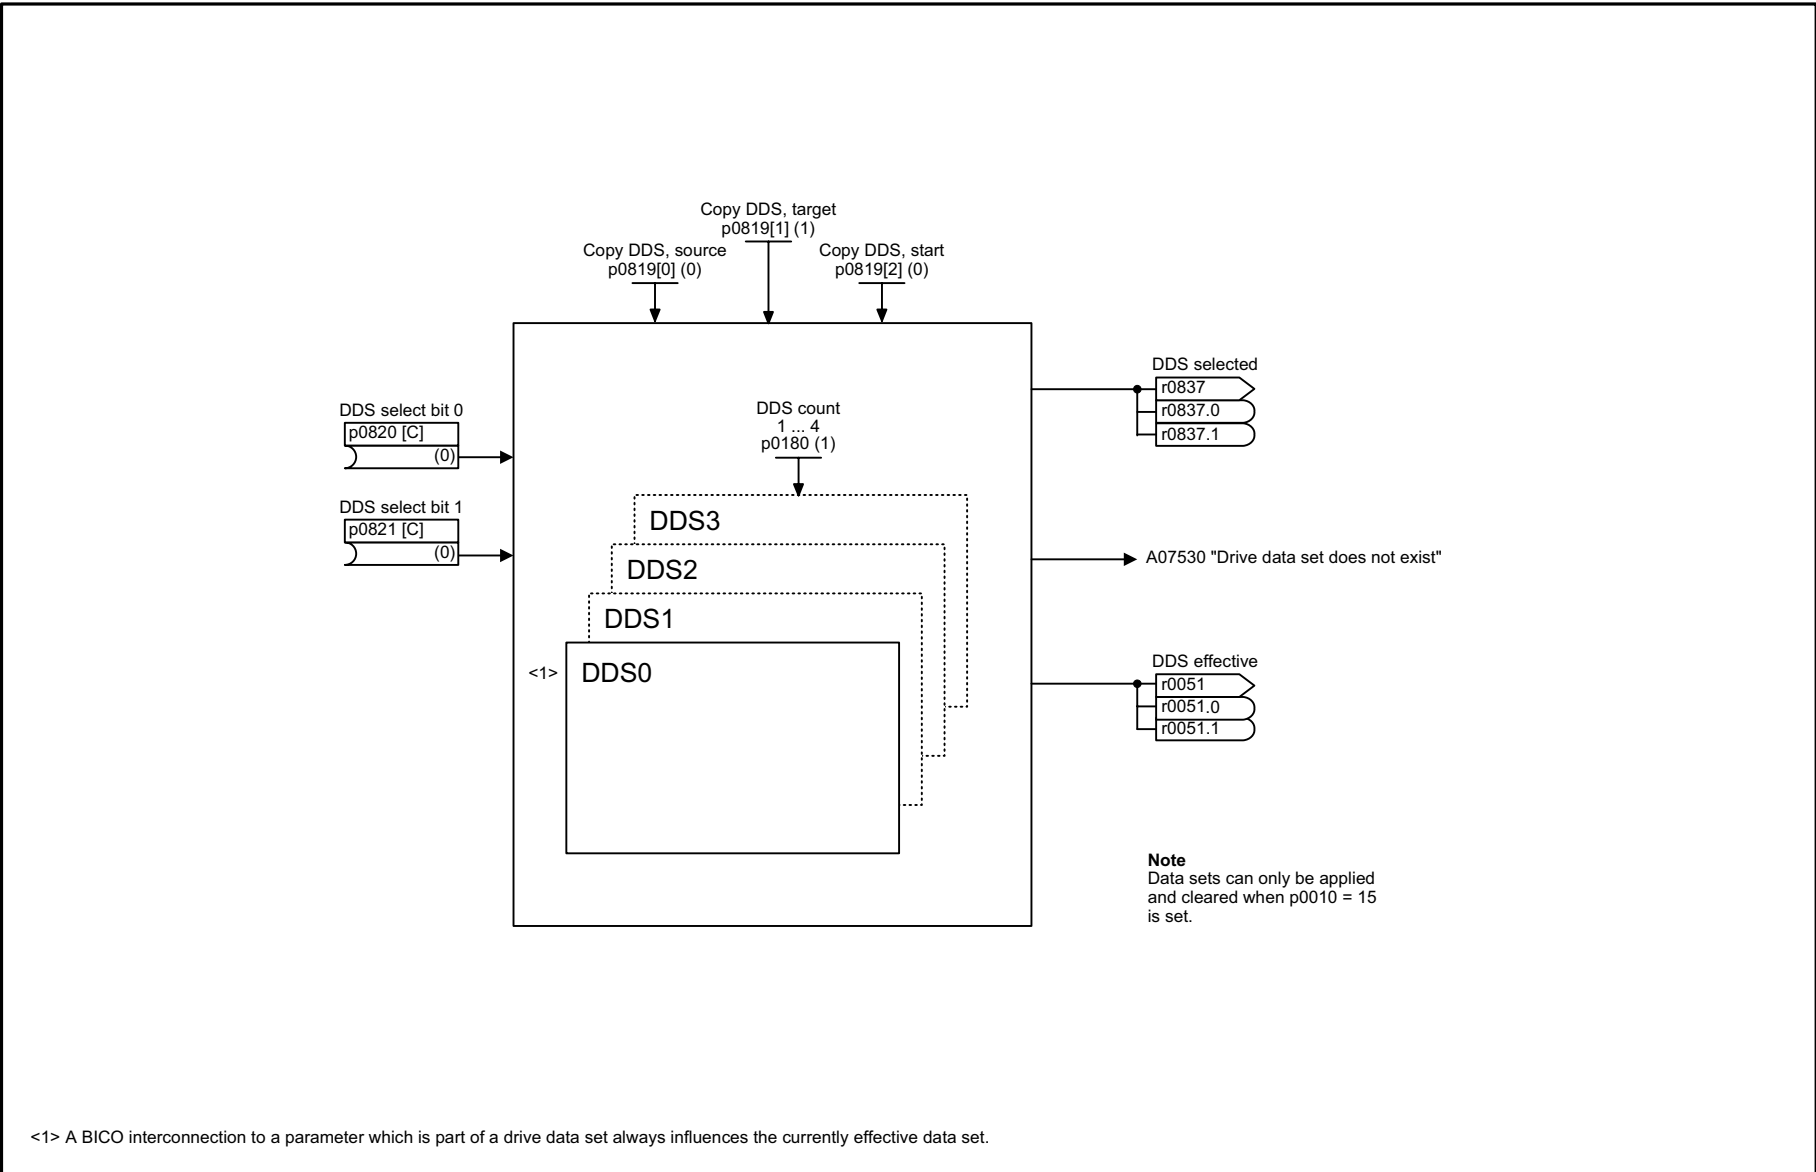 Copy DDS, target
p0819[1] (1)
Copy DDS, source
p0819[0] (0)
Copy DDS, start
p0819[2] (0)
DDS select bit 0
p0820 [C]
(0)
DDS select bit 1
p0821 [C]
(0)
DDS count
1 ... 4
p0180 (1)
DDS3
DDS2
DDS1
<1>
DDS0
DDS selected
r0837
r0837.0
r0837.1
A07530 "Drive data set does not exist"
DDS effective
r0051
r0051.0
r0051.1
Note
Data sets can only be applied
and cleared when p0010 = 15
is set.
<1> A BICO interconnection to a parameter which is part of a drive data set always influences the currently effective data set.